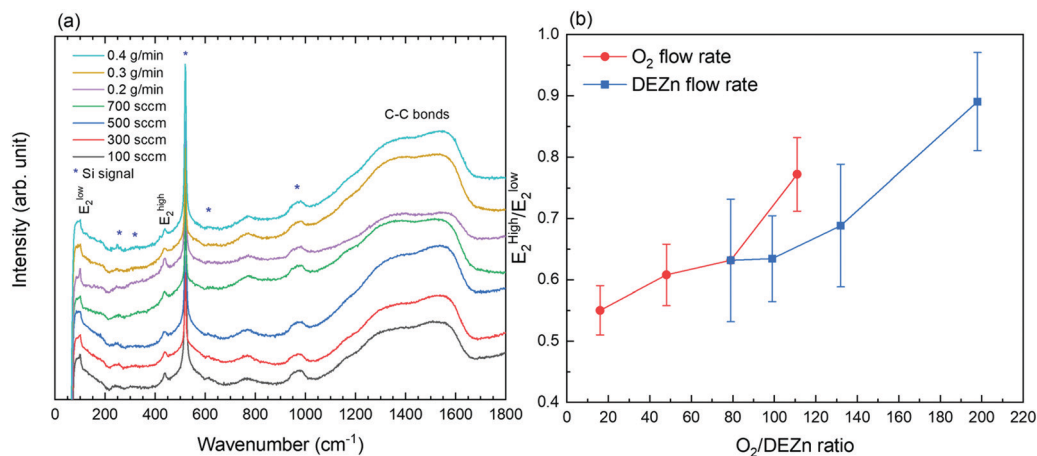 (a)
0.4 g/min
0.3 g/min
0.2 g/min
700 sccm
500 sccm
300 sccm
100 sccm
* Si signal
*
C-C bonds
E₂ˡᵒʷ
* *
E₂ʰⁱᵍʰ
*
*
Intensity (arb. unit)
0 200 400 600 800 1000 1200 1400 1600 1800
Wavenumber (cm⁻¹)
(b)
O₂ flow rate
DEZn flow rate
E₂ᴴⁱᵍʰ/E₂ˡᵒʷ
1.0
0.9
0.8
0.7
0.6
0.5
0.4
0 20 40 60 80 100 120 140 160 180 200 220
O₂/DEZn ratio